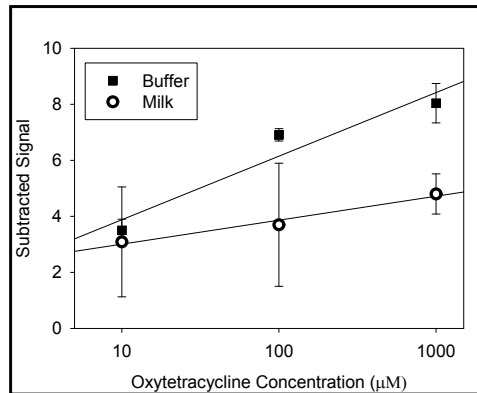 10
8
6
4
2
0
Subtracted Signal
Buffer
Milk
10 100 1000
Oxytetracycline Concentration (μM)